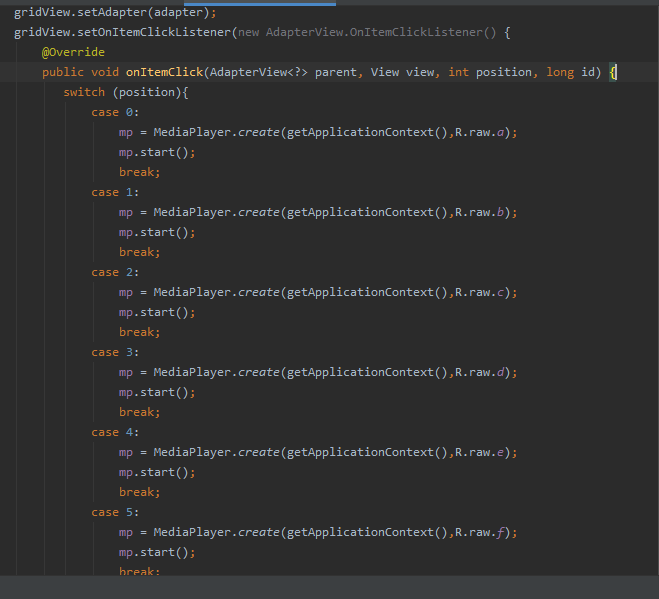 gridView.setAdapter(adapter);
gridView.setOnItemClickListener(new AdapterView.OnItemClickListener() {
@Override
public void onItemClick(AdapterView<?> parent, View view, int position, long id) {
switch (position){
case 0:
mp = MediaPlayer.create(getApplicationContext(),R.raw.a);
mp.start();
break;
case 1:
mp = MediaPlayer.create(getApplicationContext(),R.raw.b);
mp.start();
break;
case 2:
mp = MediaPlayer.create(getApplicationContext(),R.raw.c);
mp.start();
break;
case 3:
mp = MediaPlayer.create(getApplicationContext(),R.raw.d);
mp.start();
break;
case 4:
mp = MediaPlayer.create(getApplicationContext(),R.raw.e);
mp.start();
break;
case 5:
mp = MediaPlayer.create(getApplicationContext(),R.raw.f);
mp.start();
break;